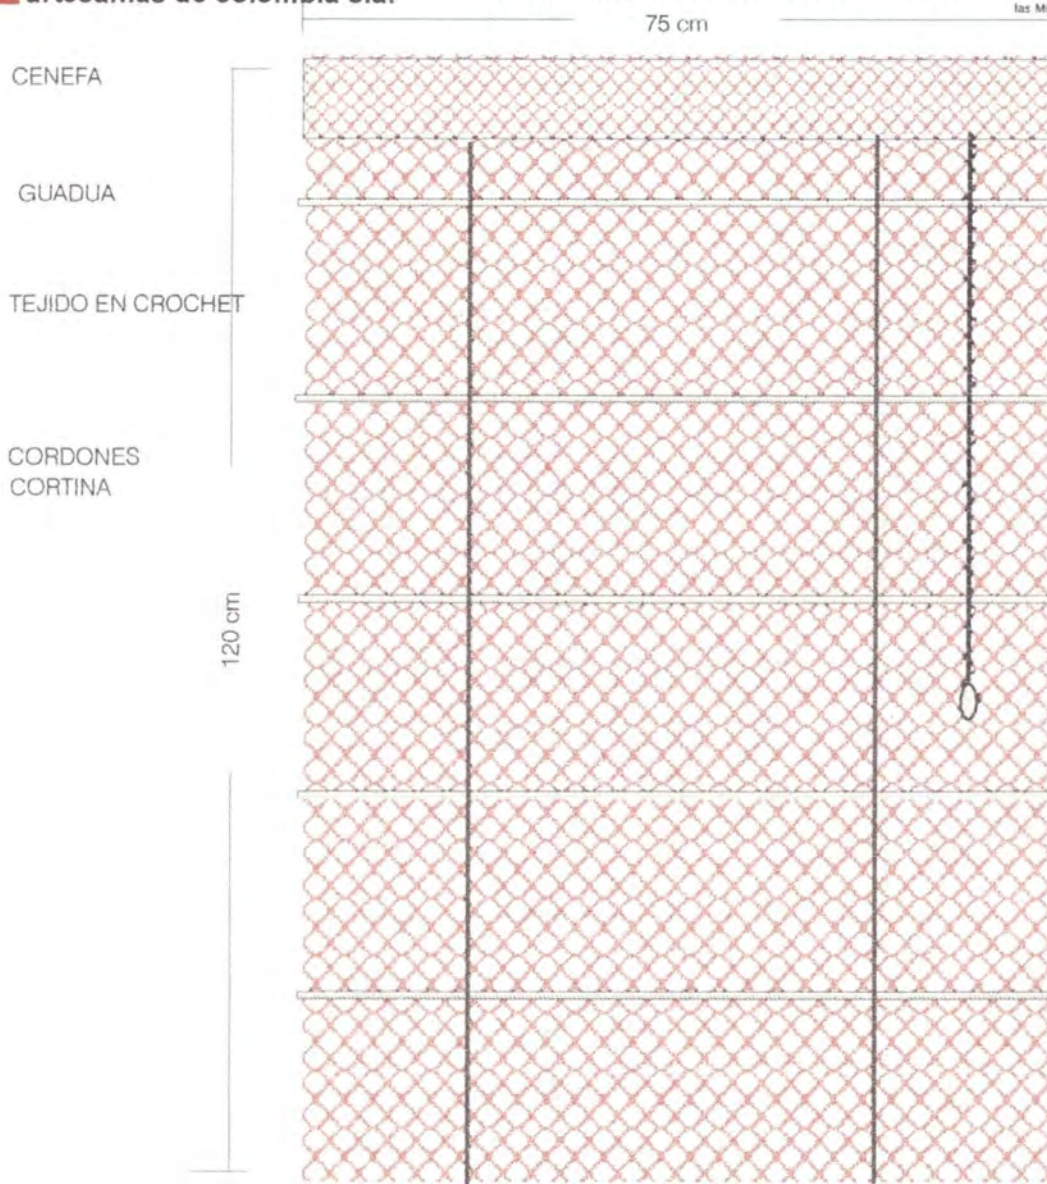 artesanías de colombia s.a.
las M
75 cm
CENEFA
GUADUA
TEJIDO EN CROCHET
CORDONES
CORTINA
120 cm